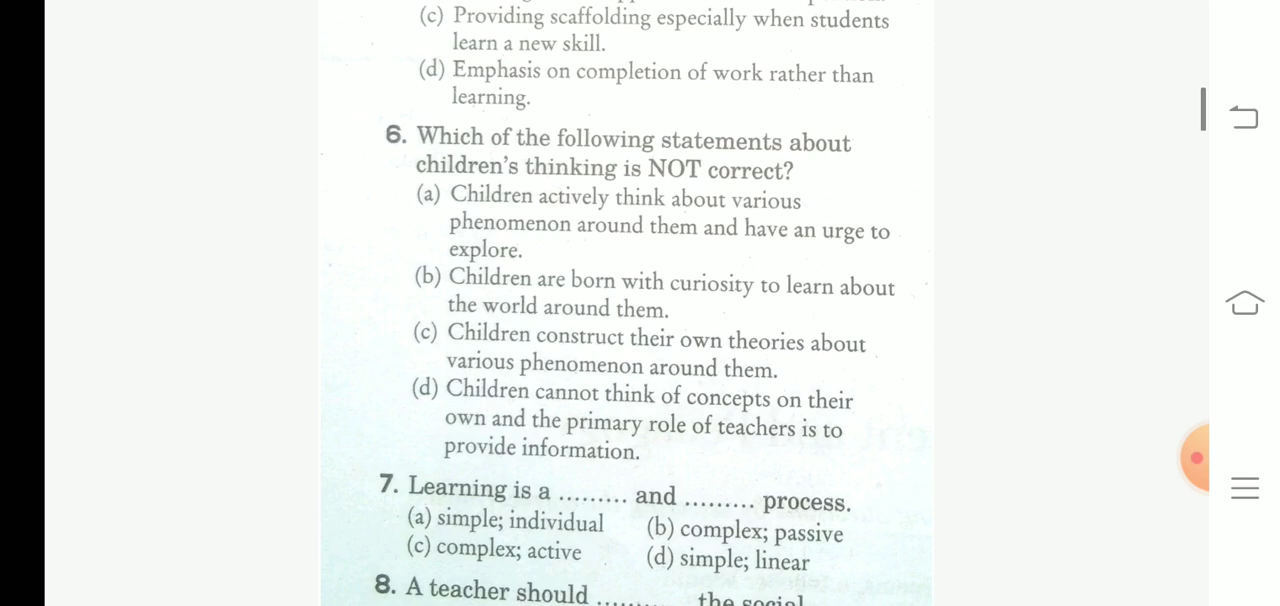 (c) Providing scaffolding especially when students
learn a new skill.
(d) Emphasis on completion of work rather than
learning.
6. Which of the following statements about
children's thinking is NOT correct?
(a) Children actively think about various
phenomenon around them and have an urge to
explore.
(b) Children are born with curiosity to learn about
the world around them.
(c) Children construct their own theories about
various phenomenon around them.
(d) Children cannot think of concepts on their
own and the primary role of teachers is to
provide information.
7. Learning is a ......... and ......... process.
(a) simple; individual (b) complex; passive
(c) complex; active (d) simple; linear
8. A teacher should ......... the social